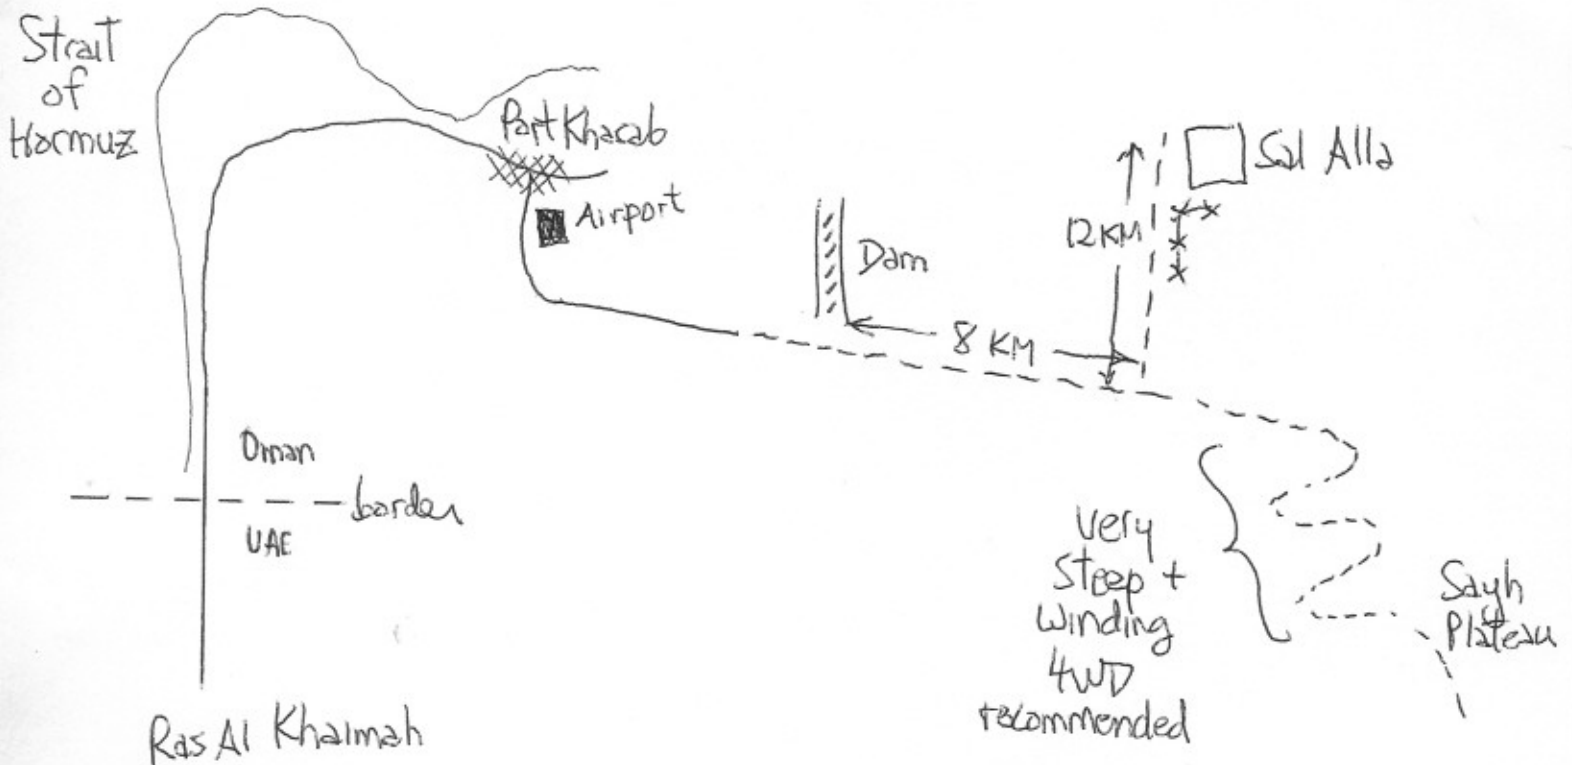 Strait
of
Hormuz
Port Khasab
Airport
Dam
8 KM
12 KM
Sal Alla
Oman
border
UAE
Very
Steep +
Winding
4WD
recommended
Sayh
Plateau
Ras Al Khaimah